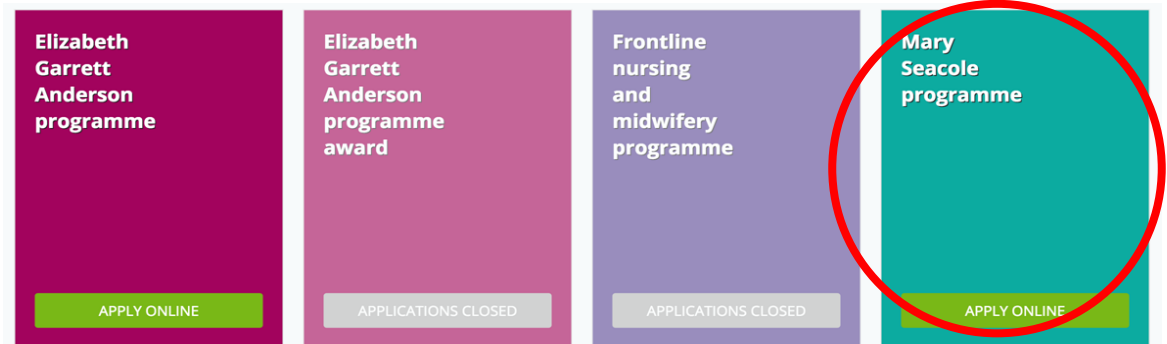 Elizabeth
Garrett
Anderson
programme
APPLY ONLINE
Elizabeth
Garrett
Anderson
programme
award
APPLICATIONS CLOSED
Frontline
nursing
and
midwifery
programme
APPLICATIONS CLOSED
Mary
Seacole
programme
APPLY ONLINE